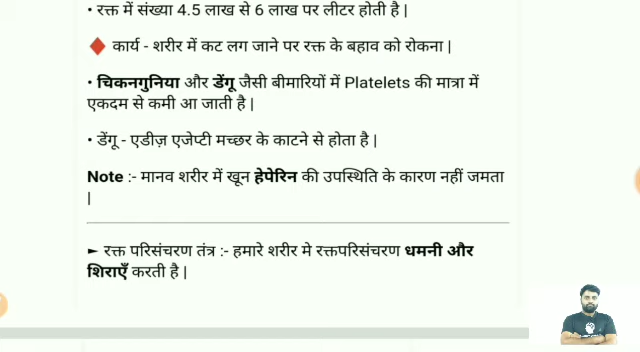 • रक्त में संख्या 4.5 लाख से 6 लाख पर लीटर होती है |
कार्य - शरीर में कट लग जाने पर रक्त के बहाव को रोकना |
• चिकनगुनिया और डेंगू जैसी बीमारियों में Platelets की मात्रा में
एकदम से कमी आ जाती है |
• डेंगू - एडीज़ एजेप्टी मच्छर के काटने से होता है |
Note :- मानव शरीर में खून हेपेरिन की उपस्थिति के कारण नहीं जमता
|
► रक्त परिसंचरण तंत्र :- हमारे शरीर मे रक्तपरिसंचरण धमनी और
शिराएँ करती है |